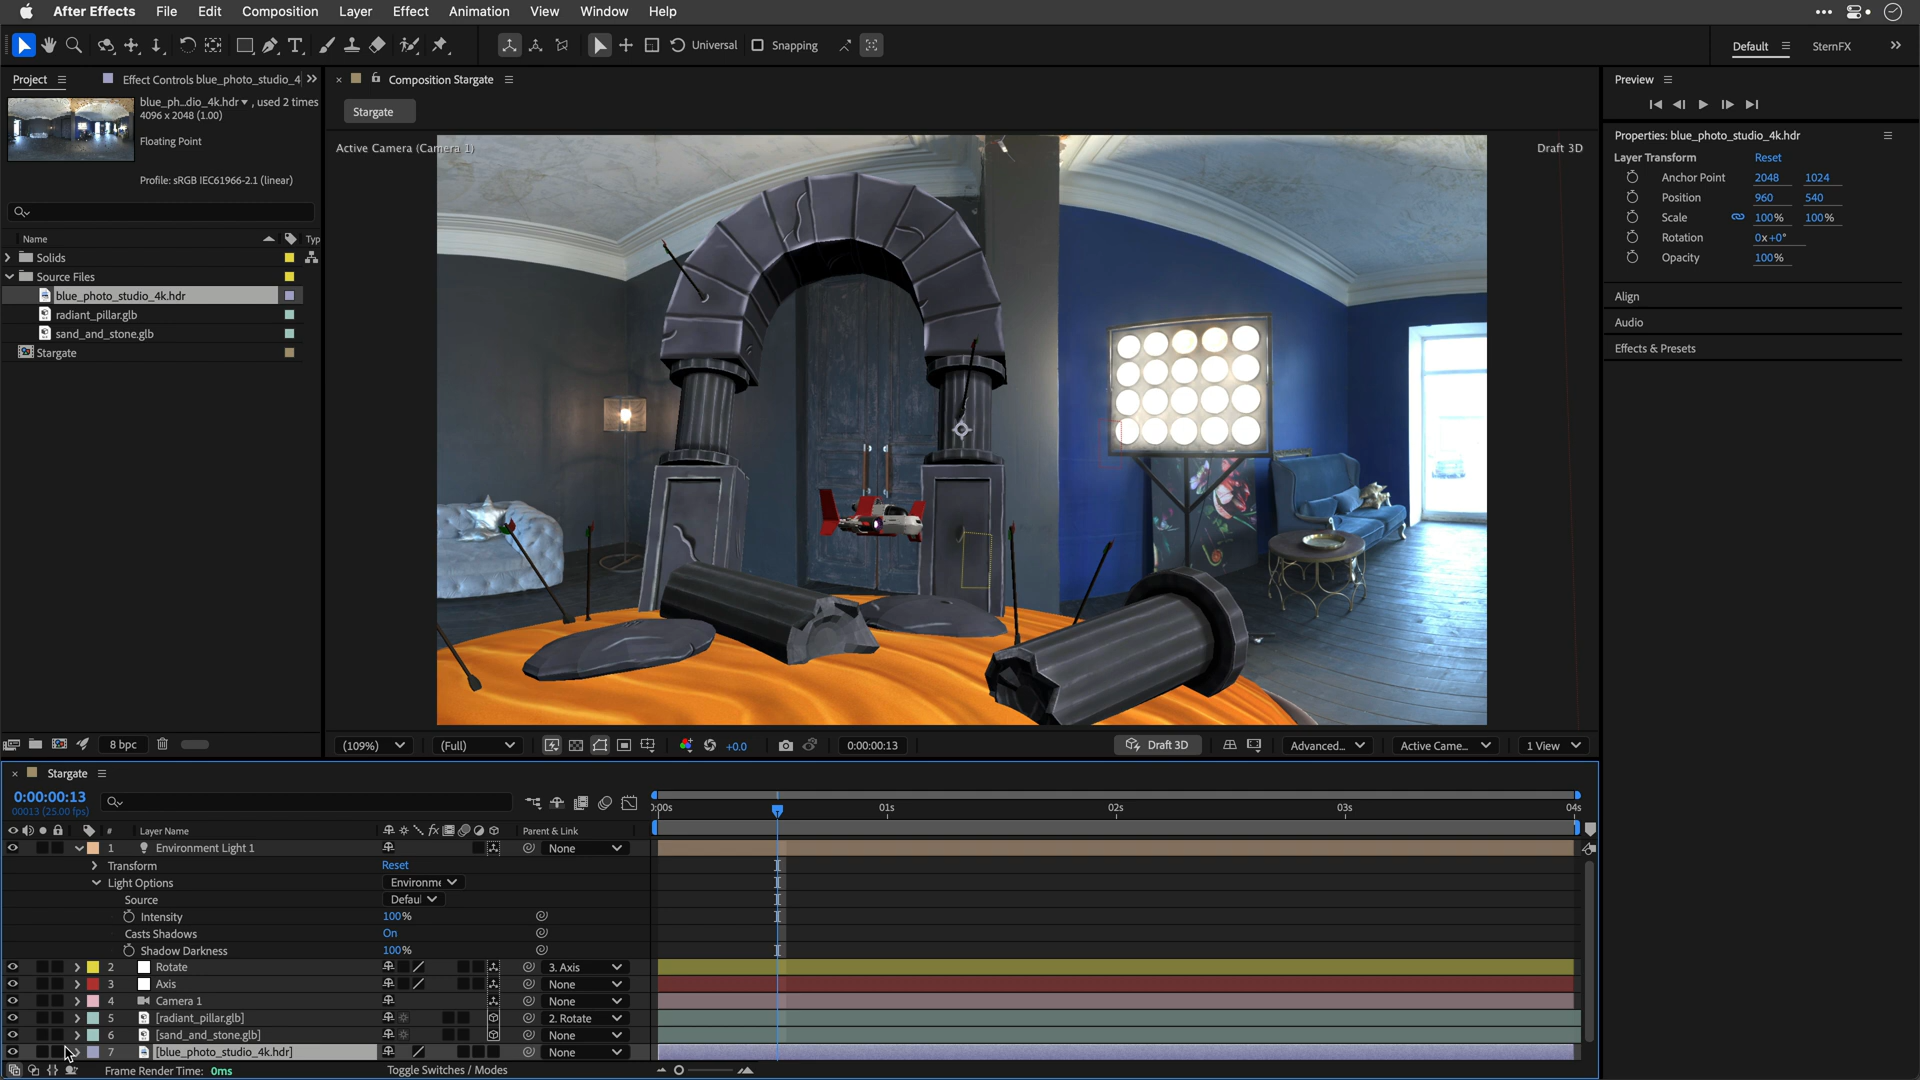 After Effects File Edit Composition Layer Effect Animation View Window Help
Universal Snapping Default SternFX
Project Effect Controls blue_photo_studio_4
blue_ph...dio_4k.hdr , used 2 times
4096 x 2048 (1.00)
Floating Point
Profile: sRGB IEC61966-2.1 (linear)
Name Typ
Solids
Source Files
blue_photo_studio_4k.hdr
radiant_pillar.glb
sand_and_stone.glb
Stargate
8 bpc
Composition Stargate
Stargate
Active Camera (Camera 1) Draft 3D
(109%) (Full) +0.0 0:00:00:13 Draft 3D Advanced... Active Came... 1 View
Preview
Properties: blue_photo_studio_4k.hdr
Layer Transform Reset
Anchor Point 2048 1024
Position 960 540
Scale 100% 100%
Rotation 0x+0°
Opacity 100%
Align
Audio
Effects & Presets
Stargate
0:00:00:13
00013 (25.00 fps)
0:00s 01s 02s 03s 04s
# Layer Name fx Parent & Link
1 Environment Light 1 None
Transform Reset
Light Options Environme
Source Defaul
Intensity 100%
Casts Shadows On
Shadow Darkness 100%
2 Rotate 3. Axis
3 Axis None
4 Camera 1 None
5 [radiant_pillar.glb] 2. Rotate
6 [sand_and_stone.glb] None
7 [blue_photo_studio_4k.hdr] None
Frame Render Time: 0ms Toggle Switches / Modes